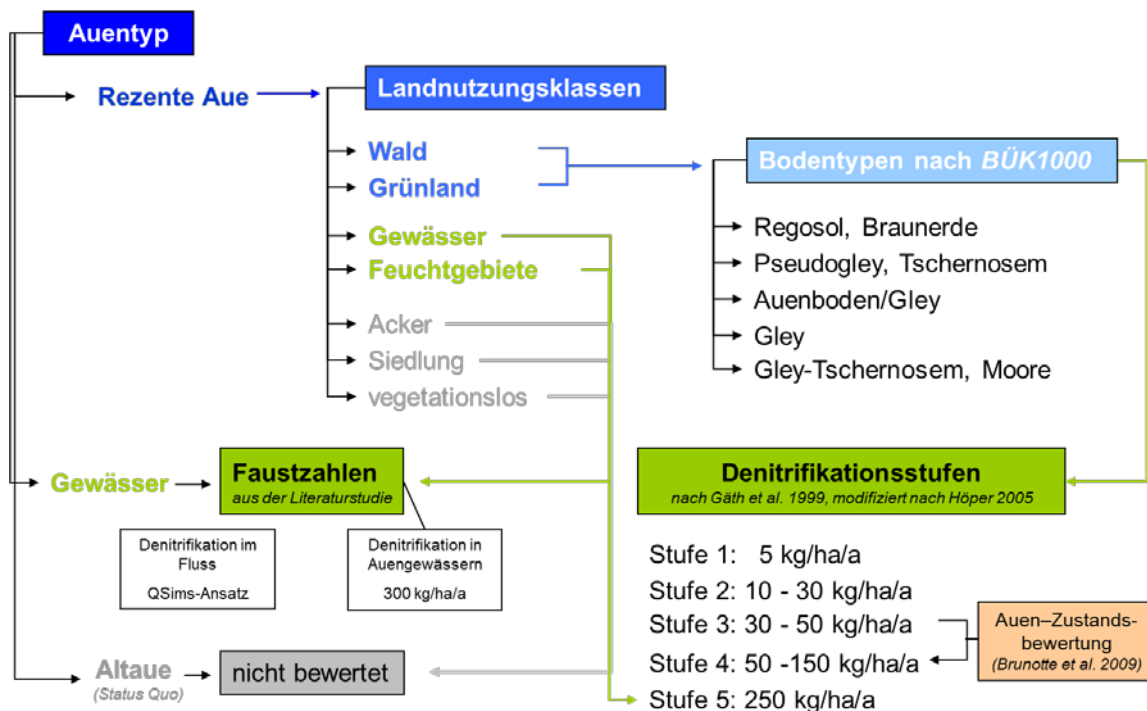 Auentyp
Rezente Aue
Landnutzungsklassen
Wald
Grünland
Gewässer
Feuchtgebiete
Acker
Siedlung
vegetationslos
Bodentypen nach BÜK1000
Regosol, Braunerde
Pseudogley, Tschernosem
Auenboden/Gley
Gley
Gley-Tschernosem, Moore
Gewässer
Faustzahlen
aus der Literaturstudie
Denitrifikation im
Fluss
QSims-Ansatz
Denitrifikation in
Auengewässern
300 kg/ha/a
Denitrifikationsstufen
nach Gäth et al. 1999, modifiziert nach Höper 2005
Stufe 1: 5 kg/ha/a
Stufe 2: 10 - 30 kg/ha/a
Stufe 3: 30 - 50 kg/ha/a
Stufe 4: 50 -150 kg/ha/a
Stufe 5: 250 kg/ha/a
Auen–Zustands-
bewertung
(Brunotte et al. 2009)
Altaue
(Status Quo)
nicht bewertet